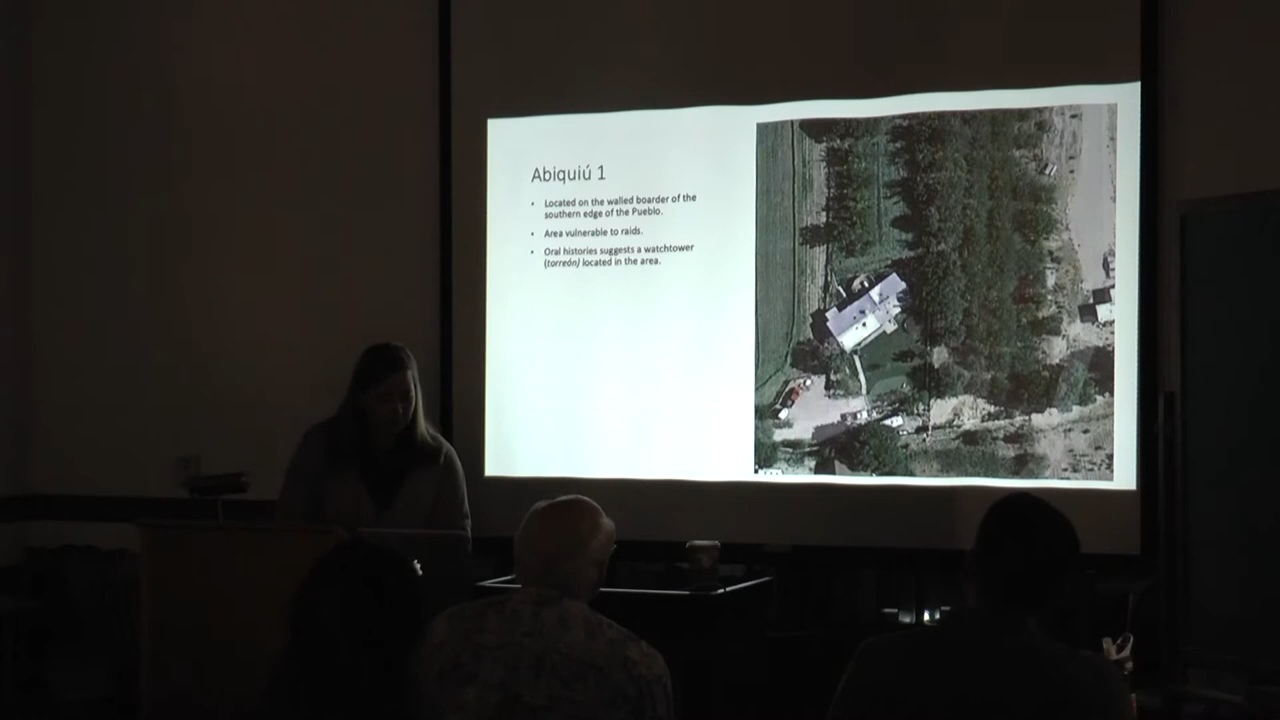 Abiquiú 1
• Located on the walled boarder of the
southern edge of the Pueblo.
• Area vulnerable to raids.
• Oral histories suggests a watchtower
(torreón) located in the area.